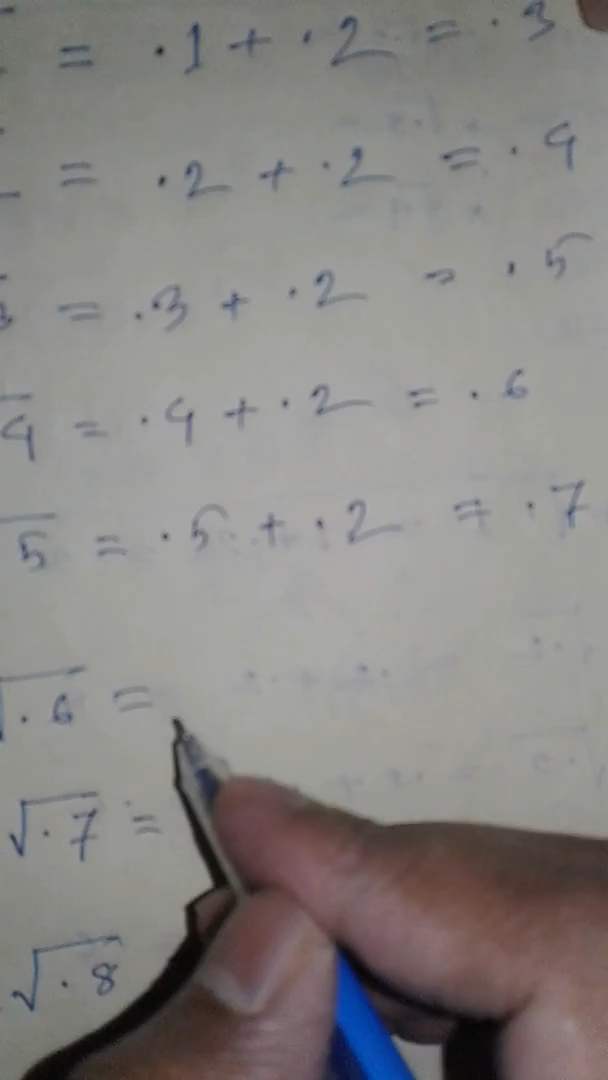 = .1 + .2 = .3
= .2 + .2 = .4
3 = .3 + .2 = .5
4 = .4 + .2 = .6
5 = .5 + .2 = .7
√.6 =
√.7 =
√.8